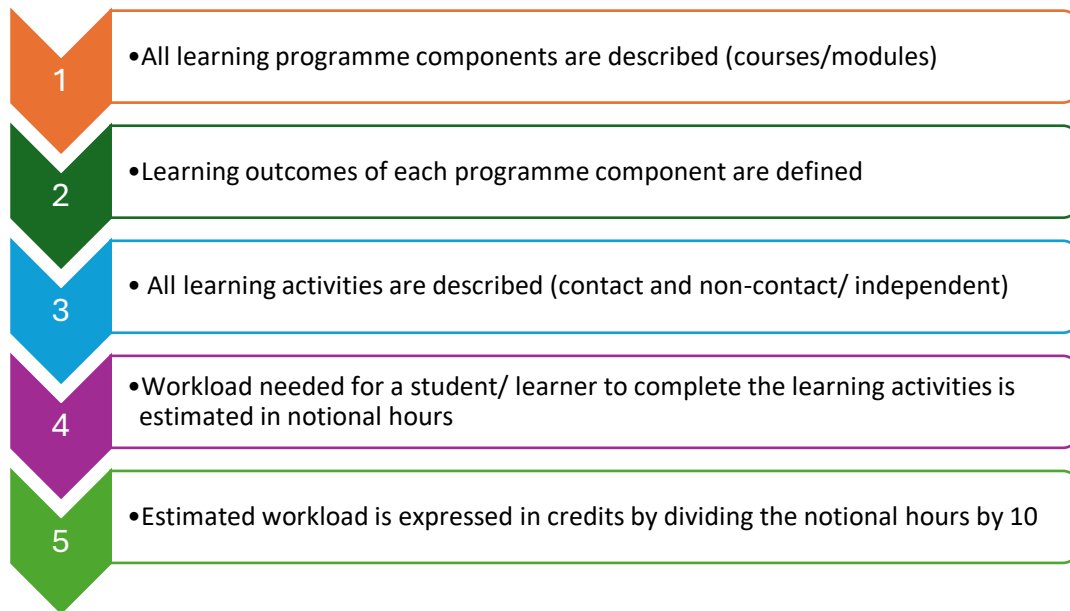 1
•All learning programme components are described (courses/modules)
2
•Learning outcomes of each programme component are defined
3
• All learning activities are described (contact and non-contact/ independent)
4
•Workload needed for a student/ learner to complete the learning activities is
estimated in notional hours
5
•Estimated workload is expressed in credits by dividing the notional hours by 10